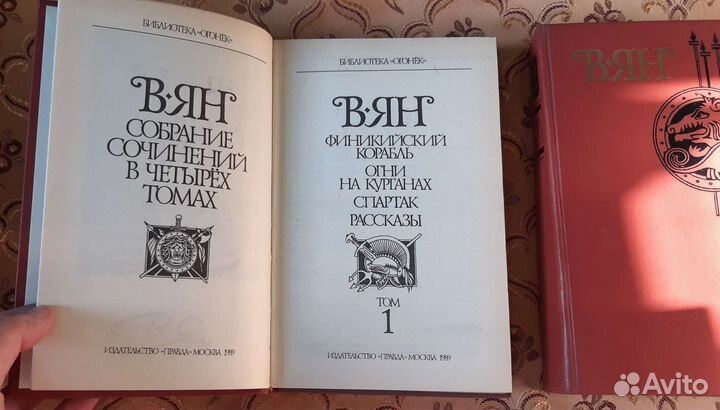 БИБЛИОТЕКА «ОГОНЁК»
В·ЯН
СОБРАНИЕ
СОЧИНЕНИЙ
В ЧЕТЫРЁХ
ТОМАХ
ИЗДАТЕЛЬСТВО «ПРАВДА» МОСКВА 1989
БИБЛИОТЕКА «ОГОНЁК»
В·ЯН
ФИНИКИЙСКИЙ
КОРАБЛЬ
ОГНИ
НА КУРГАНАХ
СПАРТАК
РАССКАЗЫ
ТОМ
1
ИЗДАТЕЛЬСТВО «ПРАВДА» МОСКВА 1989
В·ЯН
Avito